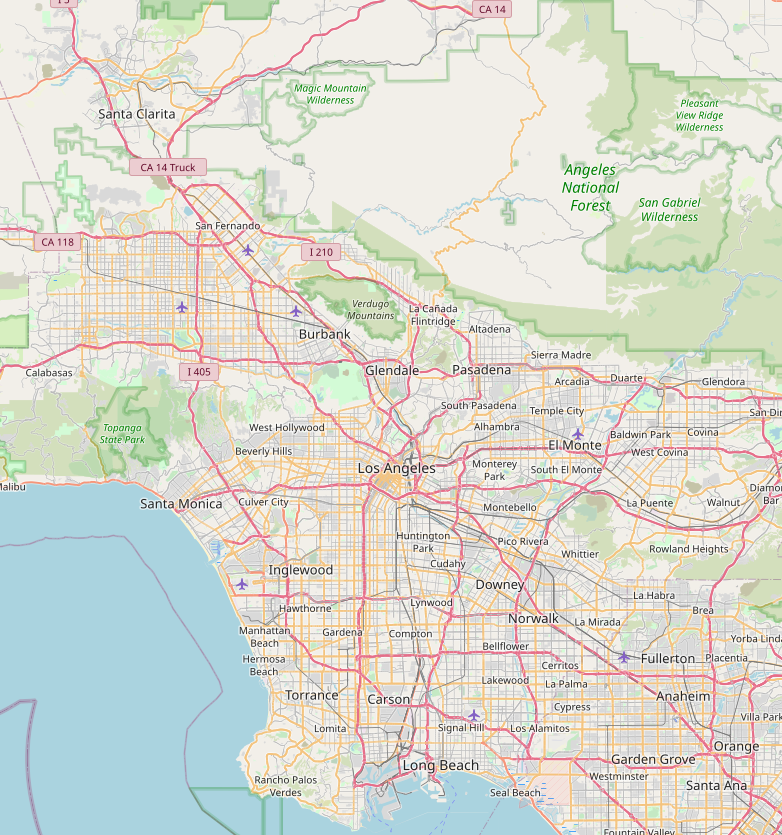 I 5
CA 14
Magic Mountain
Wilderness
Pleasant
View Ridge
Wilderness
Santa Clarita
CA 14 Truck
Angeles
National
Forest
San Gabriel
Wilderness
San Fernando
CA 118
I 210
Verdugo
Mountains
La Cañada
Flintridge
Altadena
Burbank
Sierra Madre
Calabasas
I 405
Glendale
Pasadena
Arcadia
Duarte
Glendora
South Pasadena
Temple City
San Di
Topanga
State Park
West Hollywood
Alhambra
Baldwin Park
Covina
El Monte
Beverly Hills
West Covina
Los Angeles
Monterey
Park
South El Monte
Malibu
Diamo
Bar
Santa Monica
Culver City
Montebello
La Puente
Walnut
Huntington
Park
Pico Rivera
Whittier
Rowland Heights
Cudahy
Inglewood
Downey
La Habra
Hawthorne
Lynwood
Brea
Norwalk
La Mirada
Manhattan
Beach
Gardena
Compton
Yorba Linda
Bellflower
Hermosa
Beach
Cerritos
Fullerton
Placentia
Lakewood
La Palma
Torrance
Carson
Anaheim
Cypress
Villa Park
Lomita
Signal Hill
Los Alamitos
Orange
Long Beach
Garden Grove
Rancho Palos
Verdes
Westminster
Seal Beach
Santa Ana
Fountain Valley